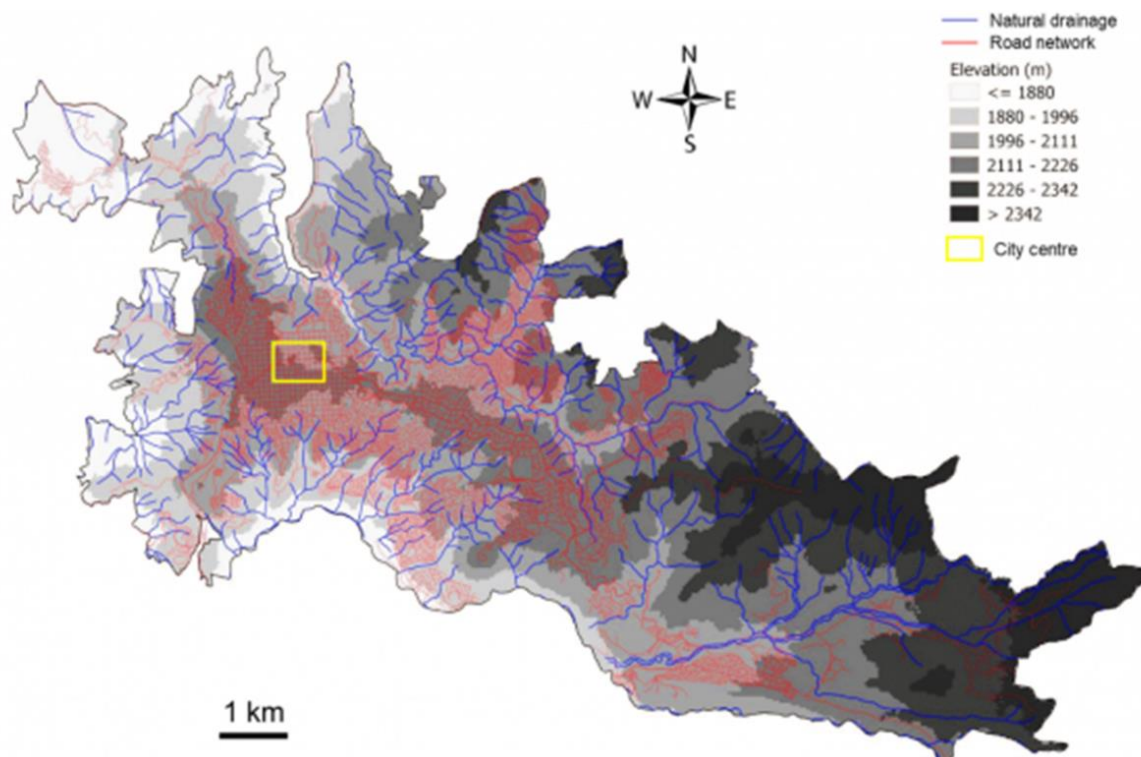 Natural drainage
Road network
Elevation (m)
<= 1880
1880 - 1996
1996 - 2111
2111 - 2226
2226 - 2342
> 2342
City centre
N
W E
S
1 km